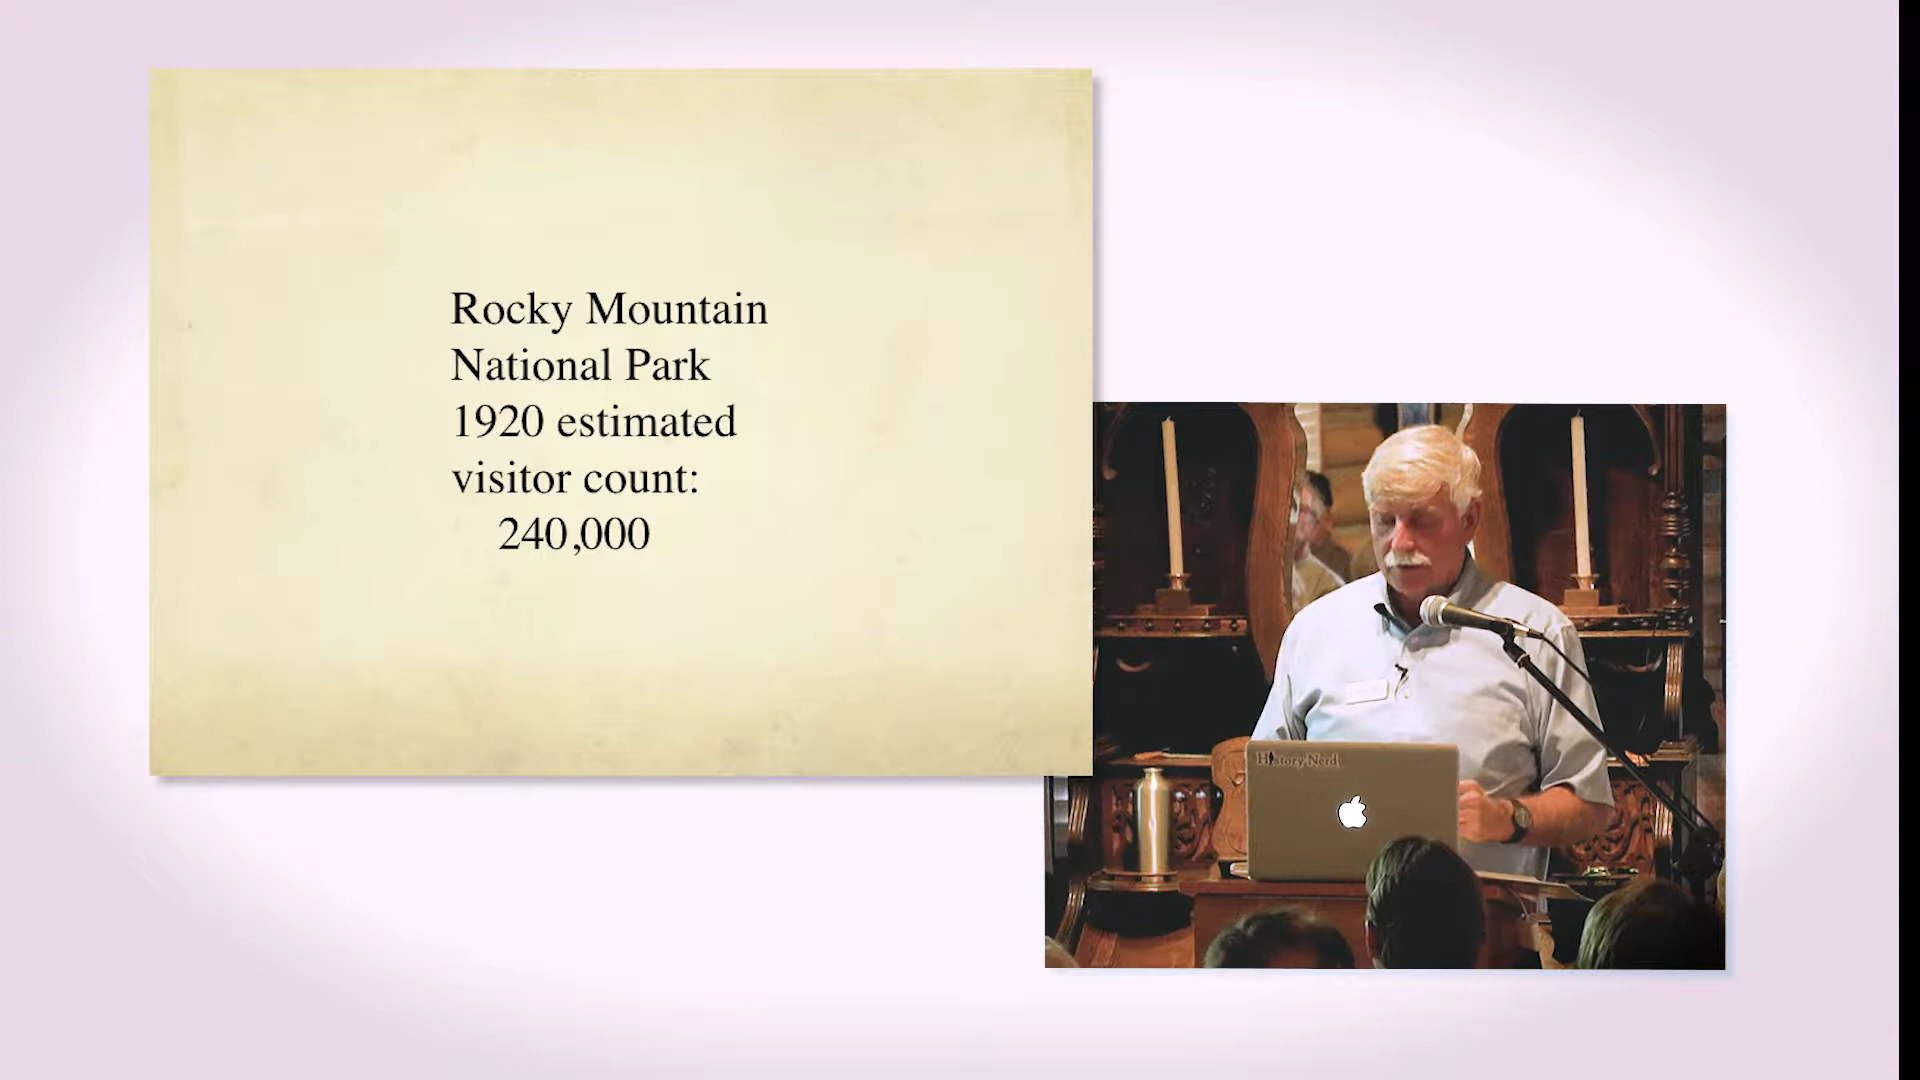 Rocky Mountain
National Park
1920 estimated
visitor count:
240,000
History Nerd